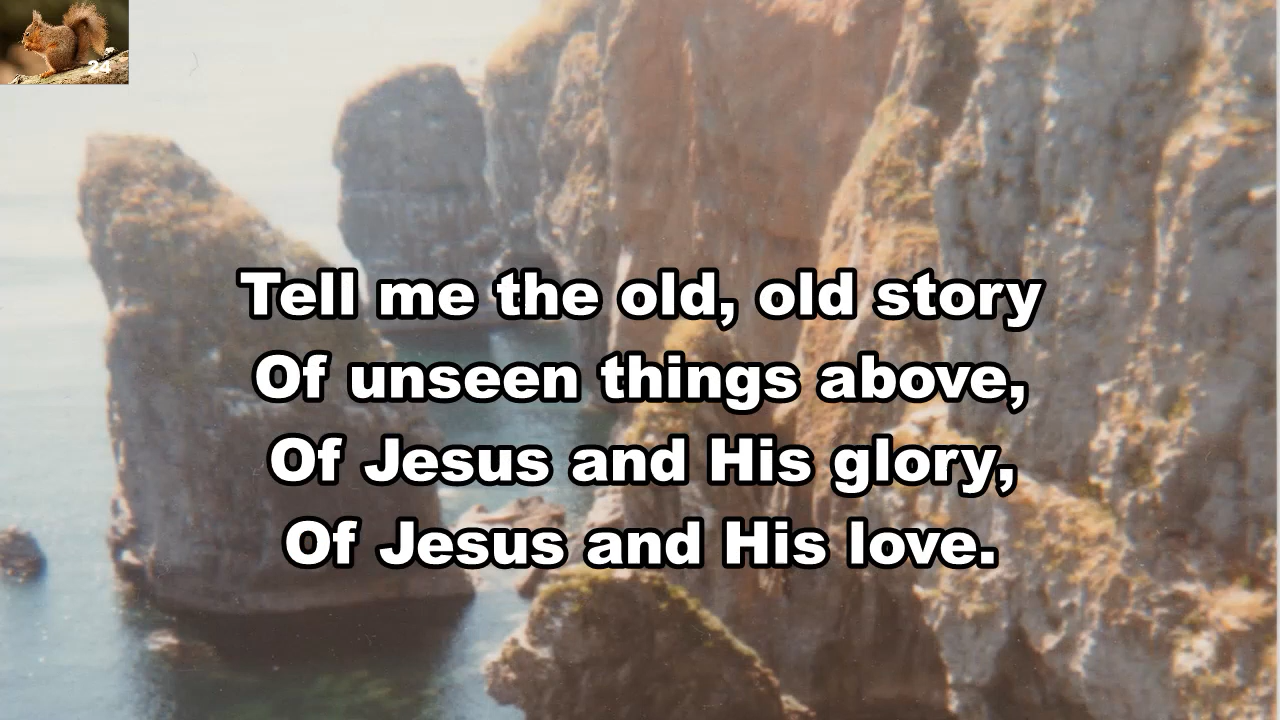 24
Tell me the old, old story
Of unseen things above,
Of Jesus and His glory,
Of Jesus and His love.